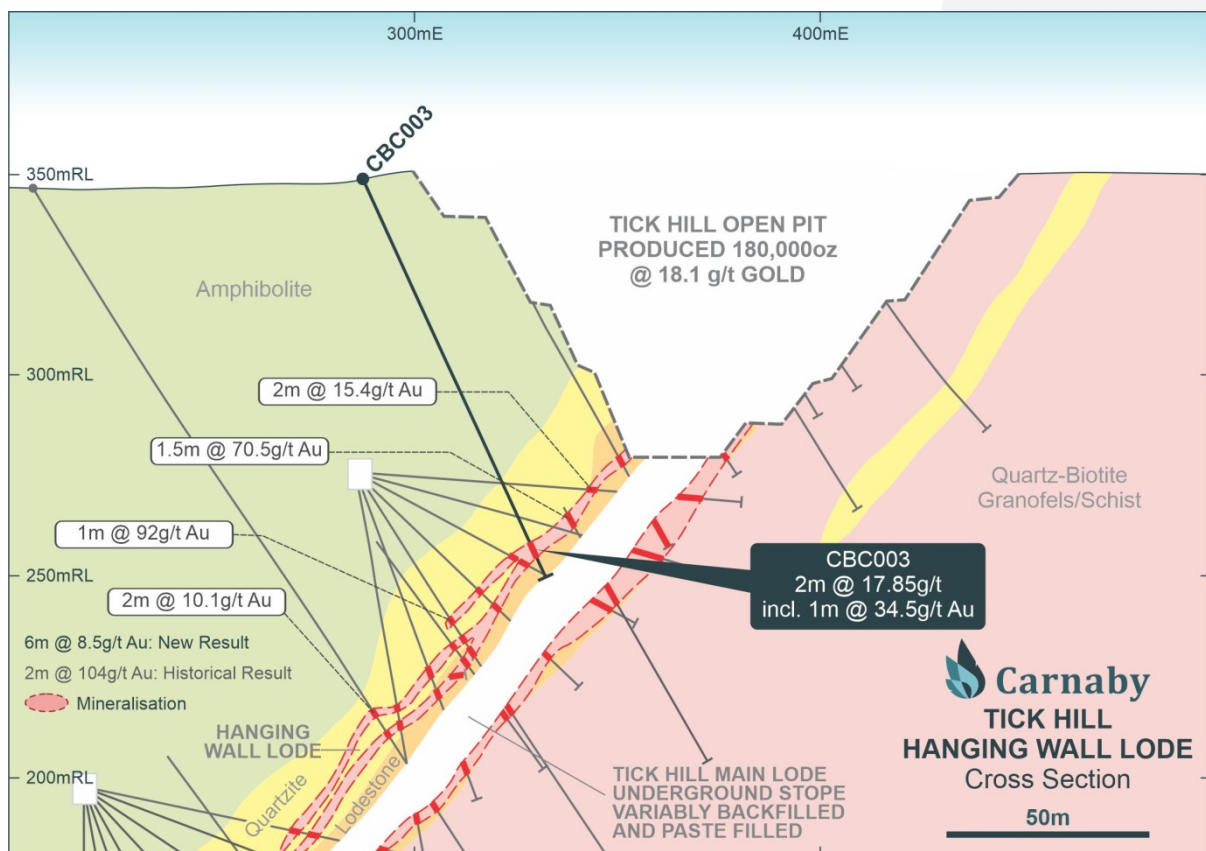 300mE
400mE
CBC003
350mRL
TICK HILL OPEN PIT
PRODUCED 180,000oz
@ 18.1 g/t GOLD
Amphibolite
300mRL
2m @ 15.4g/t Au
1.5m @ 70.5g/t Au
Quartz-Biotite
Granofels/Schist
1m @ 92g/t Au
CBC003
2m @ 17.85g/t
incl. 1m @ 34.5g/t Au
250mRL
2m @ 10.1g/t Au
6m @ 8.5g/t Au: New Result
2m @ 104g/t Au: Historical Result
Mineralisation
HANGING
WALL LODE
Quartzite
Lodestone
200mRL
TICK HILL MAIN LODE
UNDERGROUND STOPE
VARIABLY BACKFILLED
AND PASTE FILLED
Carnaby
TICK HILL
HANGING WALL LODE
Cross Section
50m